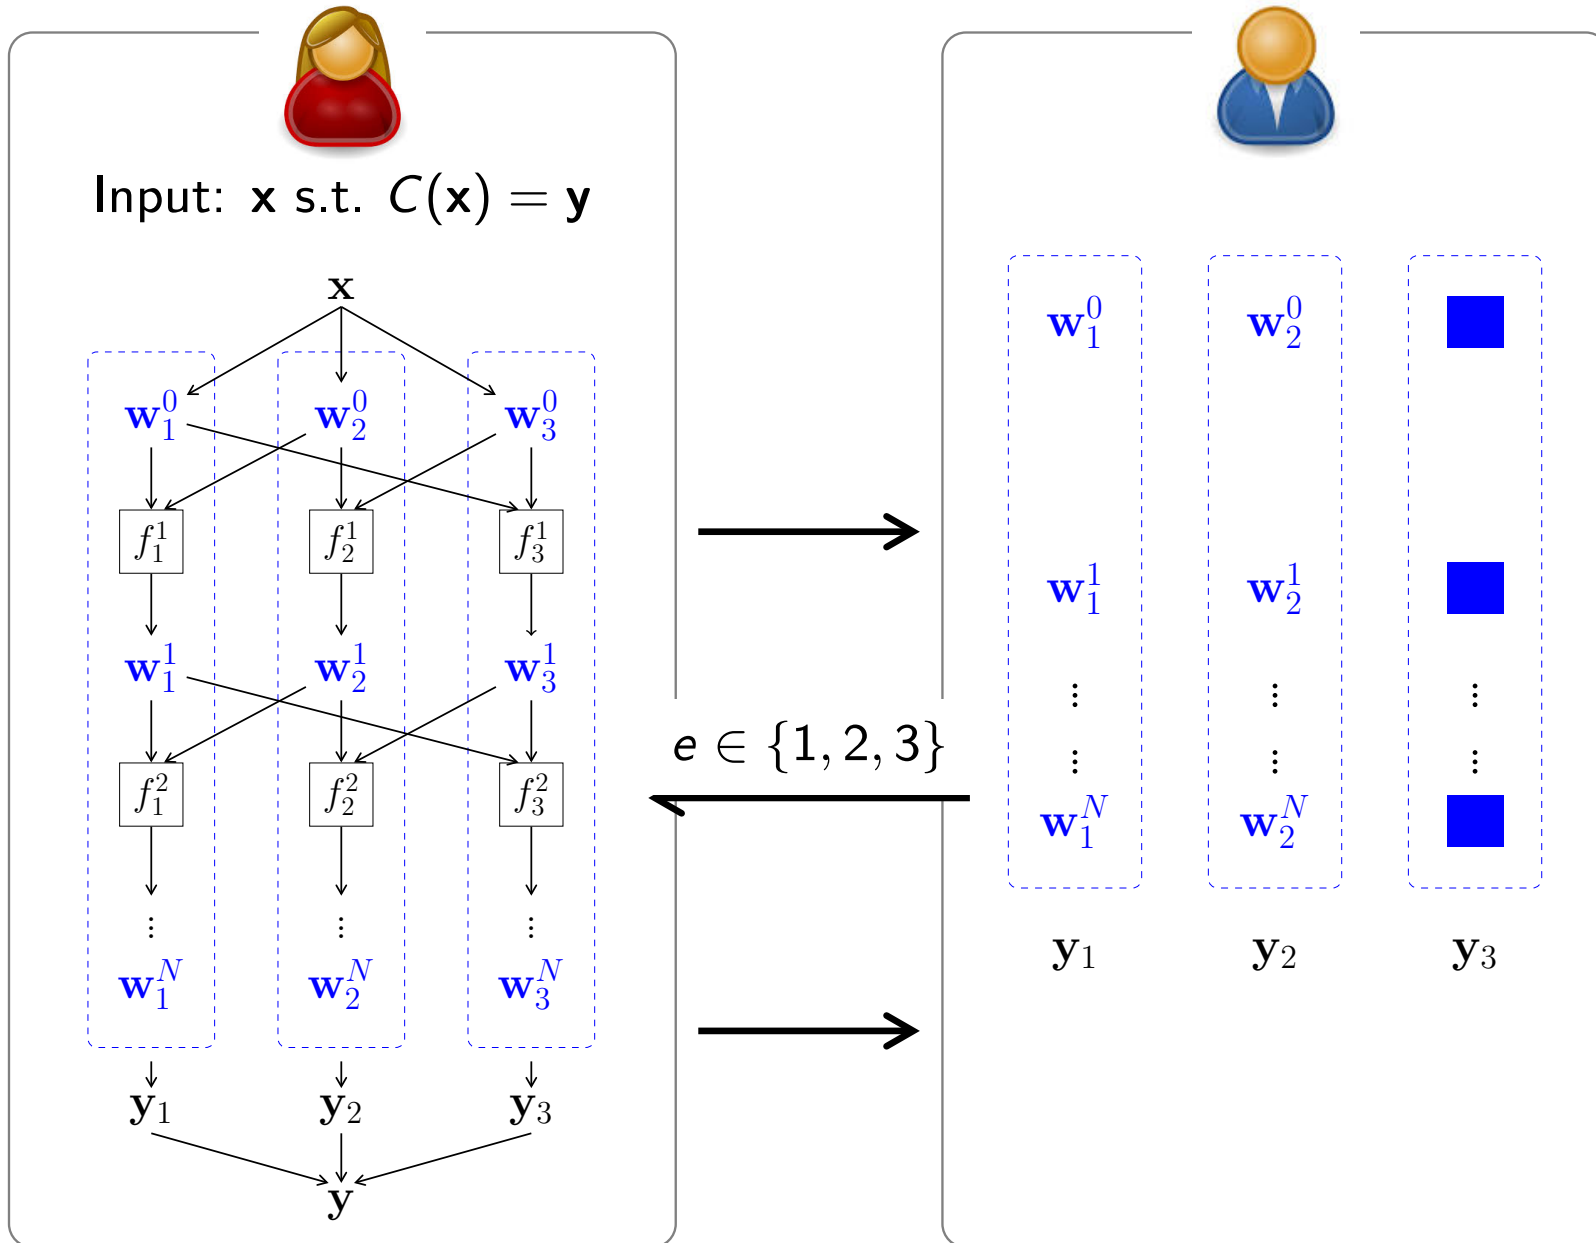 Input: x s.t. C(x) = y
x
w_1^0 w_2^0 w_3^0
f_1^1 f_2^1 f_3^1
w_1^1 w_2^1 w_3^1
f_1^2 f_2^2 f_3^2
⋮ ⋮ ⋮
w_1^N w_2^N w_3^N
y_1 y_2 y_3
y
e ∈ {1, 2, 3}
w_1^0 w_2^0
w_1^1 w_2^1
⋮ ⋮ ⋮
⋮ ⋮ ⋮
w_1^N w_2^N
y_1 y_2 y_3